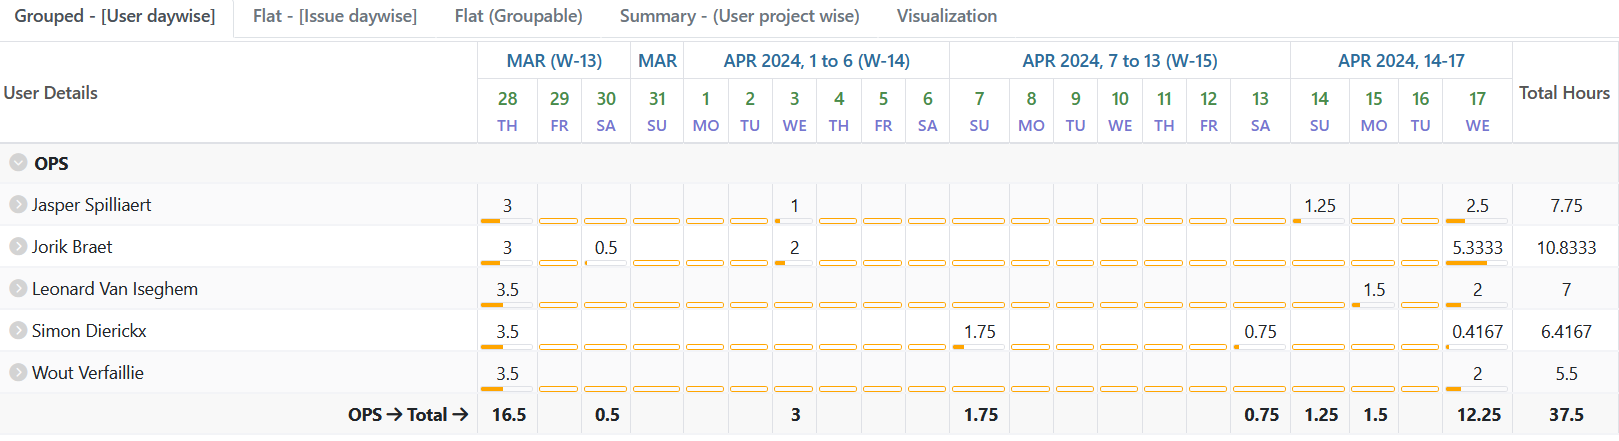 Grouped - [User daywise] Flat - [Issue daywise] Flat (Groupable) Summary - (User project wise) Visualization
User Details MAR (W-13) MAR APR 2024, 1 to 6 (W-14) APR 2024, 7 to 13 (W-15) APR 2024, 14-17 Total Hours
28 29 30 31 1 2 3 4 5 6 7 8 9 10 11 12 13 14 15 16 17
TH FR SA SU MO TU WE TH FR SA SU MO TU WE TH FR SA SU MO TU WE
OPS
Jasper Spilliaert 3 1 1.25 2.5 7.75
Jorik Braet 3 0.5 2 5.3333 10.8333
Leonard Van Iseghem 3.5 1.5 2 7
Simon Dierickx 3.5 1.75 0.75 0.4167 6.4167
Wout Verfaillie 3.5 2 5.5
OPS → Total → 16.5 0.5 3 1.75 0.75 1.25 1.5 12.25 37.5